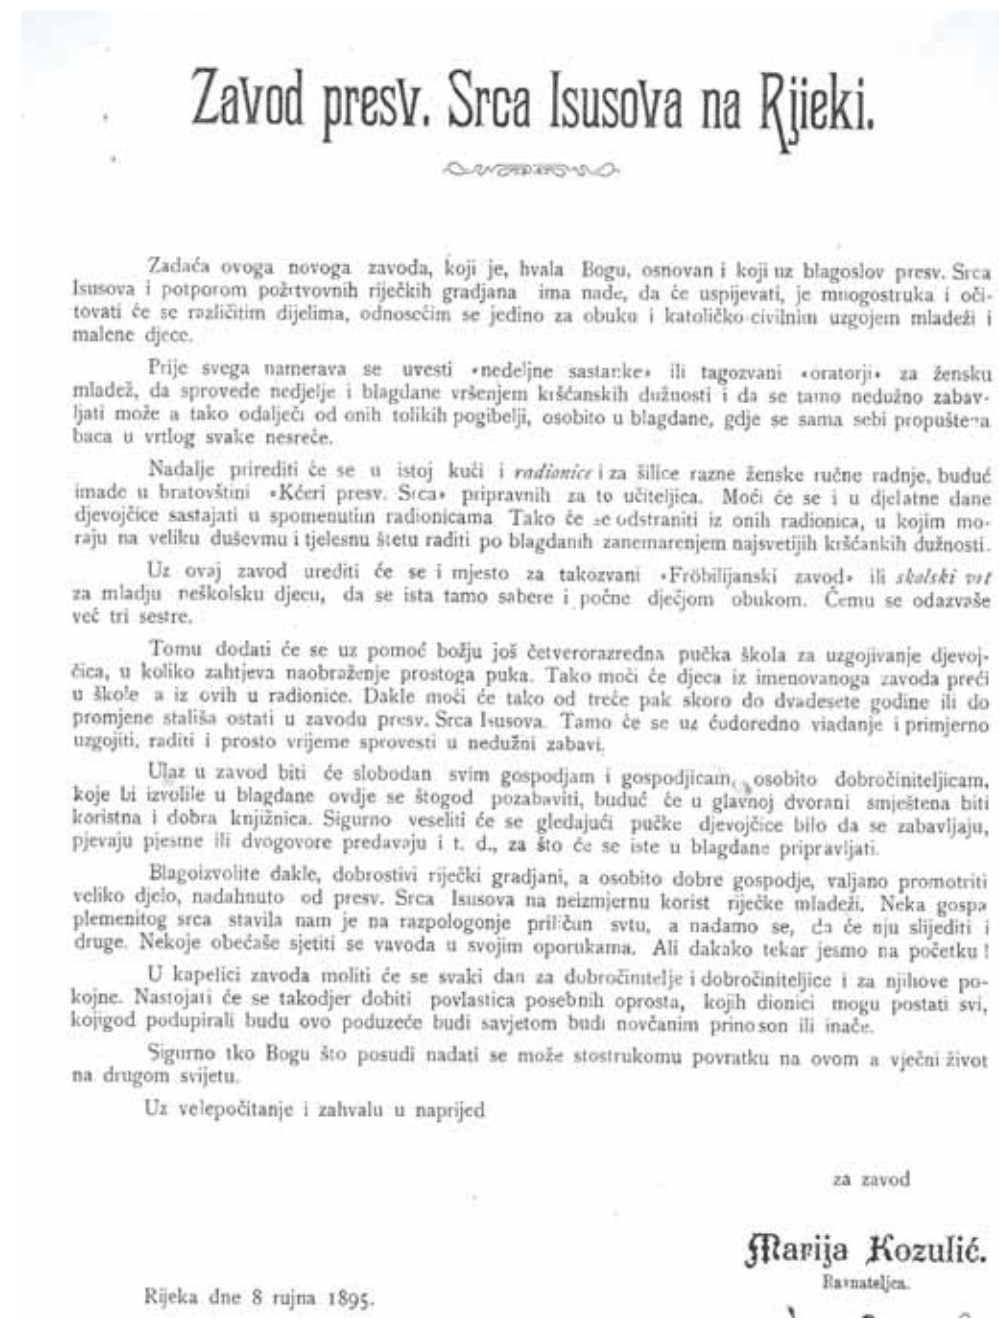 Zavod presv. Srca Isusova na Rijeki.
Zadaća ovoga novoga zavoda, koji je, hvala Bogu, osnovan i koji uz blagoslov presv. Srca
Isusova i potporom požrtvovnih riječkih gradjana ima nade, da će uspijevati, je mnogostruka i oči-
tovati će se različitim dijelima, odnosećim se jedino za obuku i katoličko-civilnim uzgojem mladeži i
malene djece.
Prije svega namerava se uvesti «nedeljne sastanke» ili tagozvani «oratorji» za žensku
mladež, da sprovede nedjelje i blagdane vršenjem kršćanskih dužnosti i da se tamo nedužno zabav-
ljati može a tako odalječi od onih tolikih pogibelji, osobito u blagdane, gdje se sama sebi propuštena
baca u vrtlog svake nesreče.
Nadalje prirediti će se u istoj kući i radionice i za šilice razne ženske ručne radnje, buduć
imade u bratovštini «Kćeri presv. Srca» pripravnih za to učiteljica. Moći će se i u djelatne dane
djevojčice sastajati u spomenutim radionicama Tako će se odstraniti iz onih radionica, u kojim mo-
raju na veliku duševmu i tjelesnu štetu raditi po blagdanih zanemarenjem najsvetijih kršćankih dužnosti.
Uz ovaj zavod urediti će se i mjesto za takozvani «Fröbilijanski zavod» ili skolski vrt
za mladju neškolsku djecu, da se ista tamo sabere i počne dječjom obukom. Čemu se odazvaše
več tri sestre.
Tomu dodati će se uz pomoć božju još četverorazredna pučka škola za uzgojivanje djevoj-
čica, u koliko zahtjeva naobraženje prostoga puka. Tako moći će djeca iz imenovanoga zavoda preći
u škole a iz ovih u radionice. Dakle moći će tako od treće pak skoro do dvadesete godine ili do
promjene stališa ostati u zavodu presv. Srca Isusova. Tamo će se uz ćudoredno vladanje i primjerno
uzgojiti, raditi i prosto vrijeme sprovesti u nedužni zabavi.
Ulaz u zavod biti će slobodan svim gospodjam i gospodjicam, osobito dobročiniteljicam,
koje bi izvolile u blagdane ovdje se štogod pozabaviti, buduć će u glavnoj dvorani smještena biti
koristna i dobra knjižnica. Sigurno veseliti će se gledajući pučke djevojčice bilo da se zabavljaju,
pjevaju pjesme ili dvogovore predavaju i t. d., za što će se iste u blagdane pripravljati.
Blagoizvolite dakle, dobrostivi riječki gradjani, a osobito dobre gospodje, valjano promotriti
veliko djelo, nadahnuto od presv. Srca Isusova na neizmjernu korist riječke mladeži. Neka gospa
plemenitog srca stavila nam je na razpologonje priličun svtu, a nadamo se, da će nju slijediti i
druge. Nekoje obećaše sjetiti se vavoda u svojim oporukama. Ali dakako tekar jesmo na početku!
U kapelici zavoda moliti će se svaki dan za dobročinitelje i dobročiniteljice i za njihove po-
kojne. Nastojati će se takodjer dobiti povlastica posebnih oprosta, kojih dionici mogu postati svi,
kojigod podupirali budu ovo poduzeće budi savjetom budi novčanim prinoson ili inače.
Sigurno tko Bogu što posudi nadati se može stostrukomu povratku na ovom a vječni život
na drugom svijetu.
Uz velepočitanje i zahvalu u naprijed
za zavod
Marija Kozulić.
Ravnateljca.
Rijeka dne 8 rujna 1895.